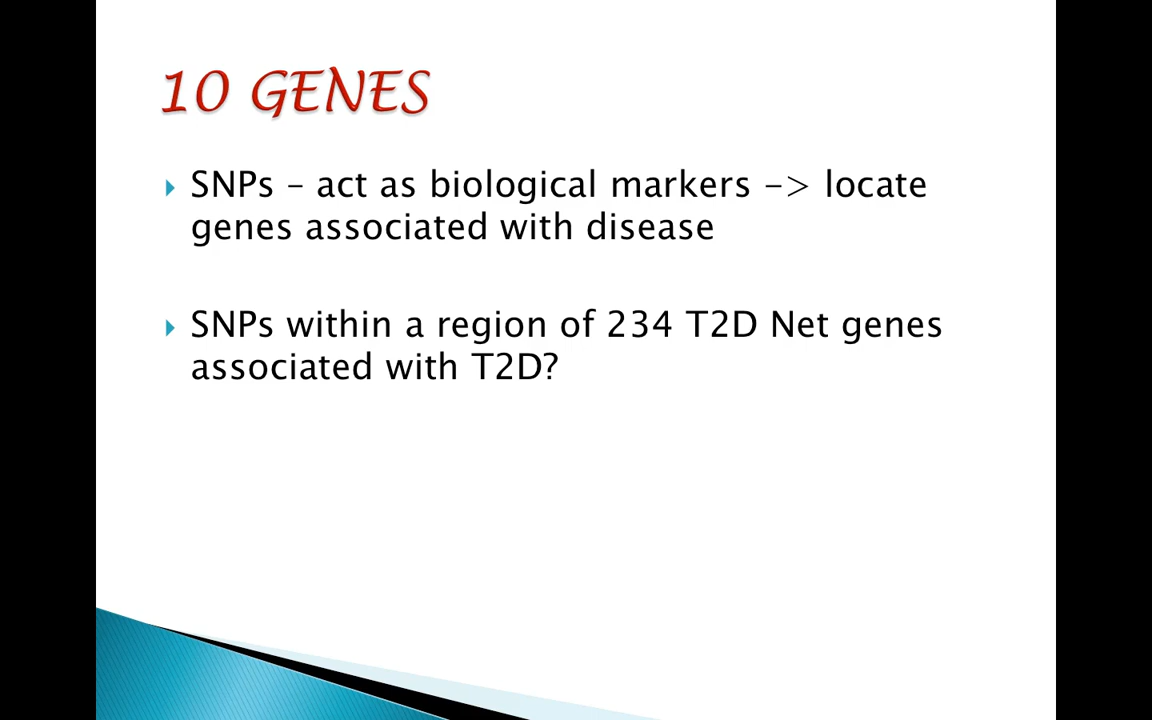 10 GENES
SNPs – act as biological markers –> locate
genes associated with disease
SNPs within a region of 234 T2D Net genes
associated with T2D?